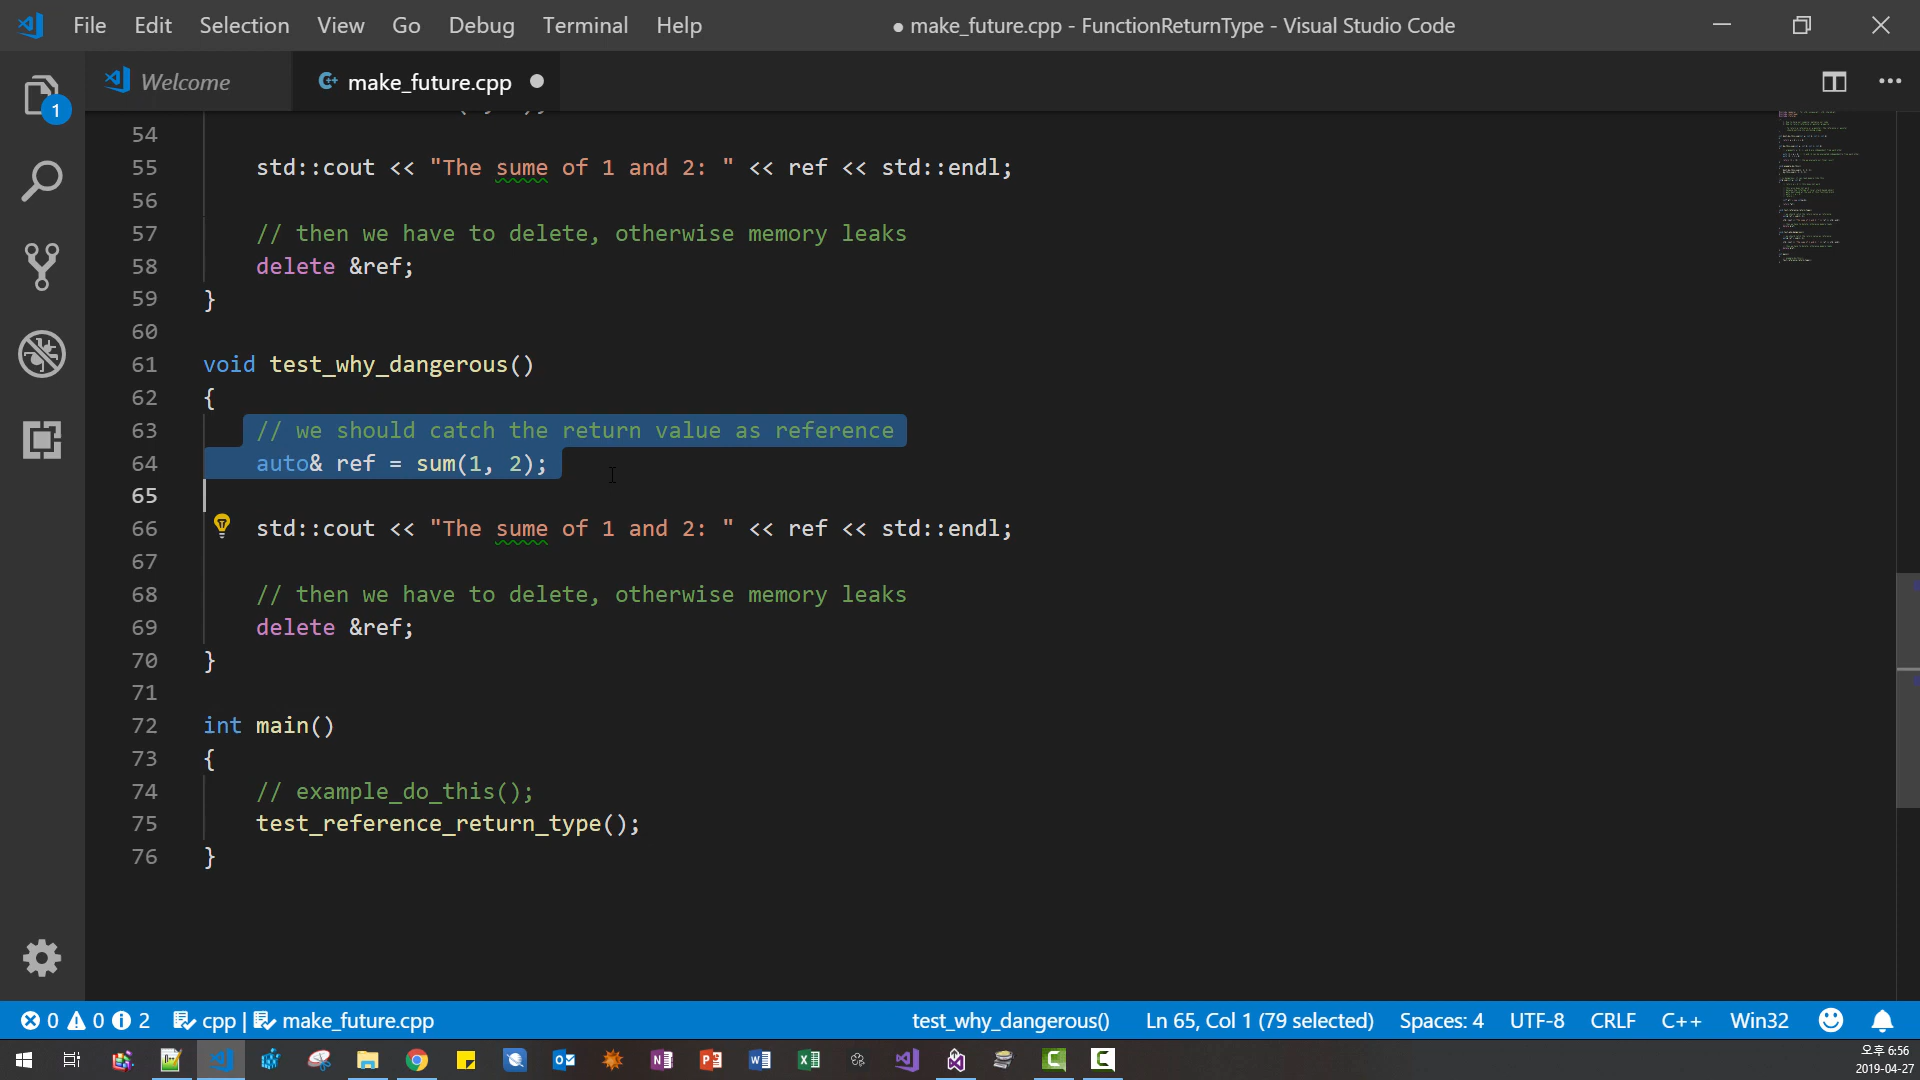 File Edit Selection View Go Debug Terminal Help ● make_future.cpp - FunctionReturnType - Visual Studio Code
Welcome make_future.cpp
1
54
55 std::cout << "The sume of 1 and 2: " << ref << std::endl;
56
57 // then we have to delete, otherwise memory leaks
58 delete &ref;
59 }
60
61 void test_why_dangerous()
62 {
63 // we should catch the return value as reference
64 auto& ref = sum(1, 2);
65
66 std::cout << "The sume of 1 and 2: " << ref << std::endl;
67
68 // then we have to delete, otherwise memory leaks
69 delete &ref;
70 }
71
72 int main()
73 {
74 // example_do_this();
75 test_reference_return_type();
76 }
0 0 2 cpp | make_future.cpp test_why_dangerous() Ln 65, Col 1 (79 selected) Spaces: 4 UTF-8 CRLF C++ Win32
오후 6:56
2019-04-27